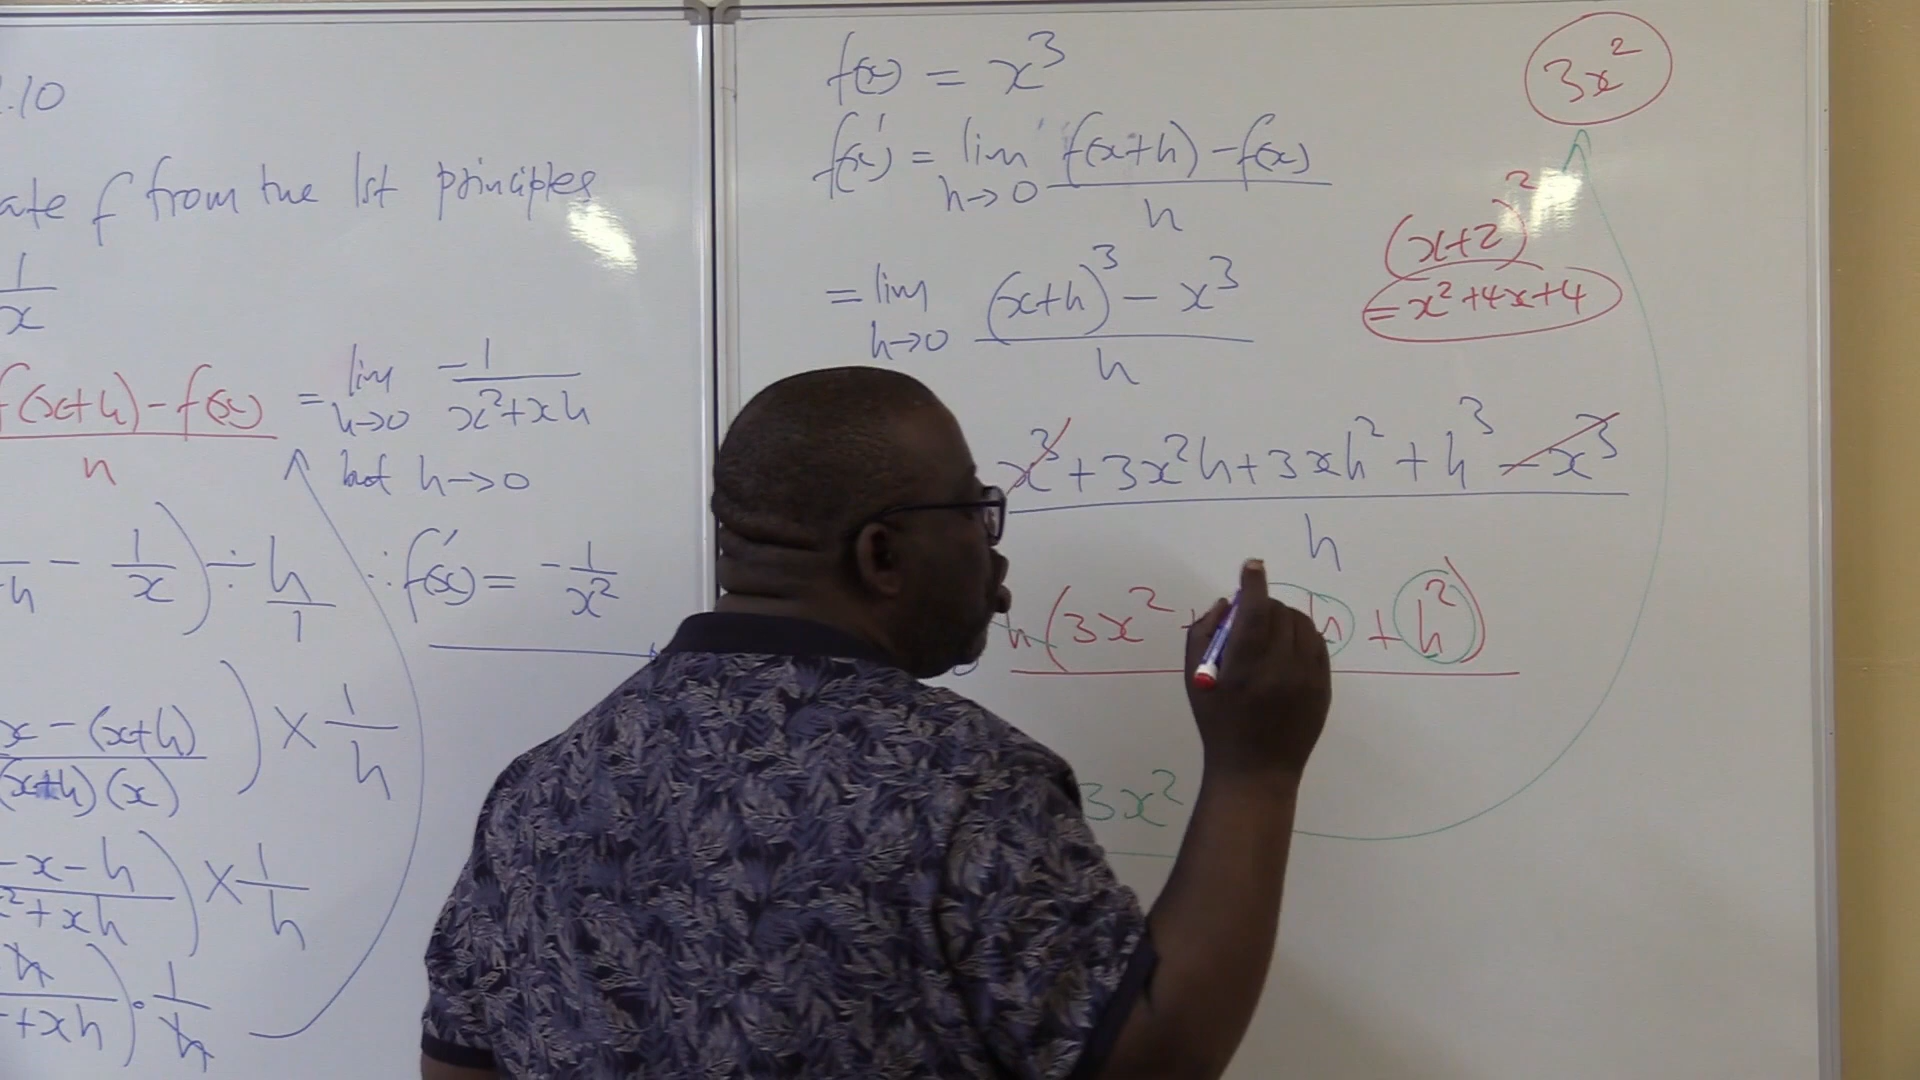 .10
ate f from the 1st principles
1/x
f(x+h) - f(x) / h
= lim h→0 -1/x²+xh
but h→0
-h - 1/x) ÷ h/1
∴ f'(x) = -1/x²
x - (x+h) / (x+h)(x) ) × 1/h
-x-h / x²+xh ) × 1/h
h / +xh ) · 1/h
f(x) = x³
f'(x) = lim h→0 f(x+h) - f(x) / h
= lim h→0 (x+h)³ - x³ / h
x³ + 3x²h + 3xh² + h³ - x³ / h
h(3x² + h + h²)
3x²
3x²
(x+2)²
= x² + 4x + 4